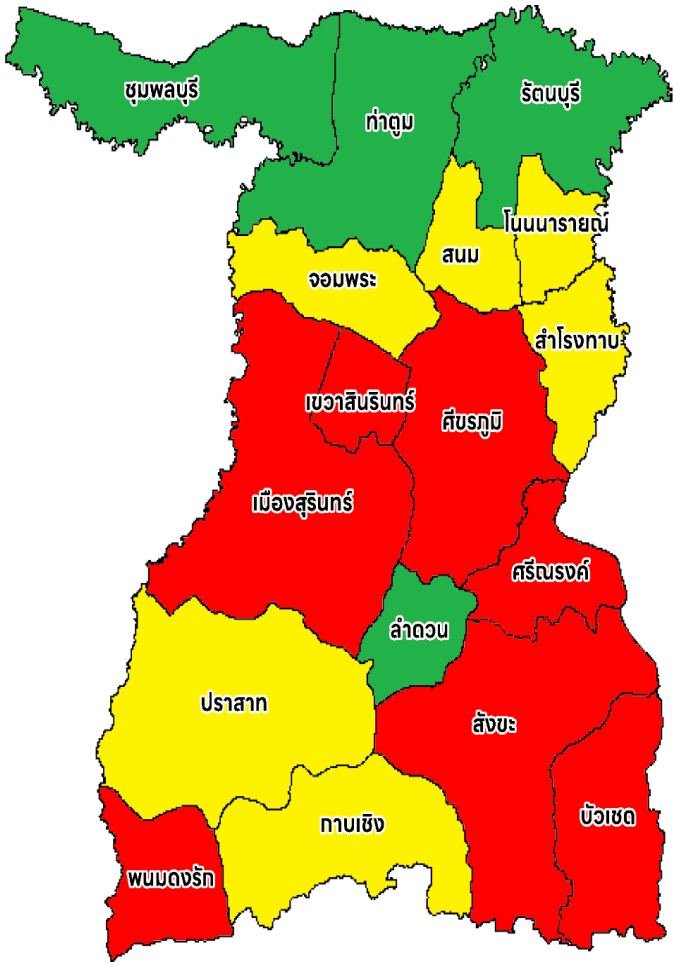 ชุมพลบุรี
ท่าตูม
รัตนบุรี
โนนนารายณ์
สนม
จอมพระ
สำโรงทาบ
เขวาสินรินทร์
ศีขรภูมิ
เมืองสุรินทร์
ศรีณรงค์
ลำดวน
ปราสาท
สังขะ
บัวเชด
กาบเชิง
พนมดงรัก